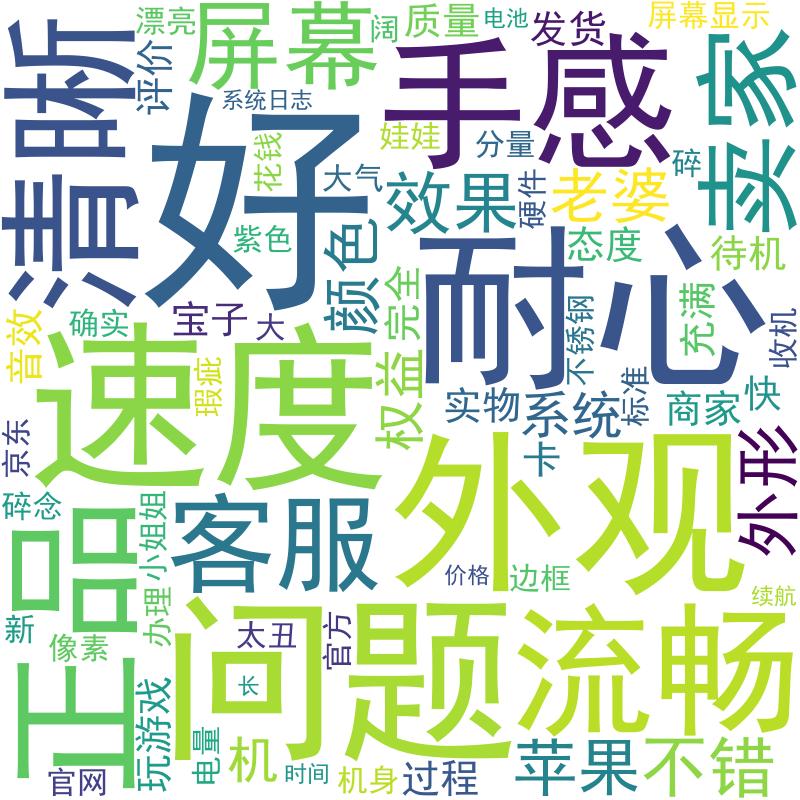 漂亮
屏幕
阔
质量
电池
发货
屏幕显示
清晰
评价
手感
卖家
系统日志
好
花钱
娃娃
分量
碎
大气
效果
硬件
老婆
紫色
颜色
耐心
态度
待机
音效
确实
宝子
大
完全
不锈钢
充满
收机
速度
瑕疵
权益
实物
系统
标准
商家
快
京东
卡
外观
外形
碎念
正品
小姐姐
客服
价格
边框
续航
办理
新
像素
问题
太丑
官方
流畅
长
玩游戏
官网
电量
机
时间
机身
过程
苹果
不错